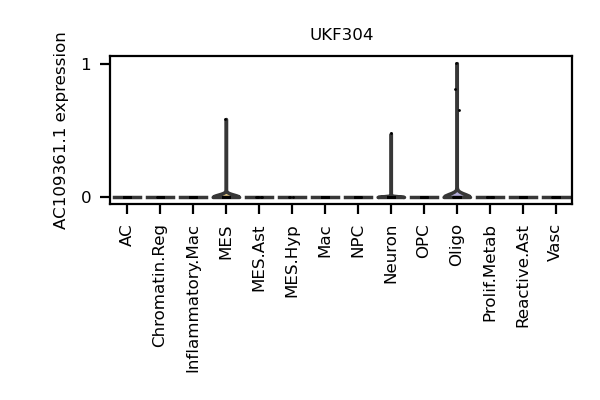 UKF304
AC109361.1 expression
1
0
AC
Chromatin.Reg
Inflammatory.Mac
MES
MES.Ast
MES.Hyp
Mac
NPC
Neuron
OPC
Oligo
Prolif.Metab
Reactive.Ast
Vasc